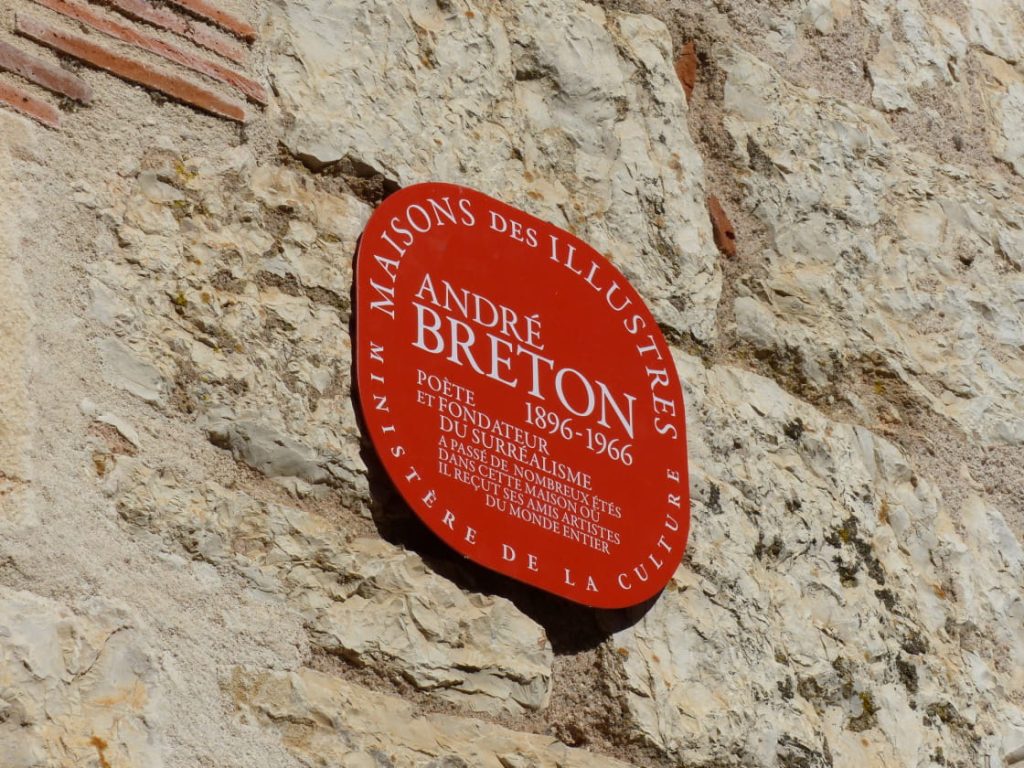 MAISONS DES ILLUSTRES
ANDRÉ
BRETON
1896-1966
POÈTE
ET FONDATEUR
DU SURRÉALISME
A PASSÉ DE NOMBREUX ÉTÉS
DANS CETTE MAISON OÙ
IL REÇUT SES AMIS ARTISTES
DU MONDE ENTIER
MINISTÈRE DE LA CULTURE